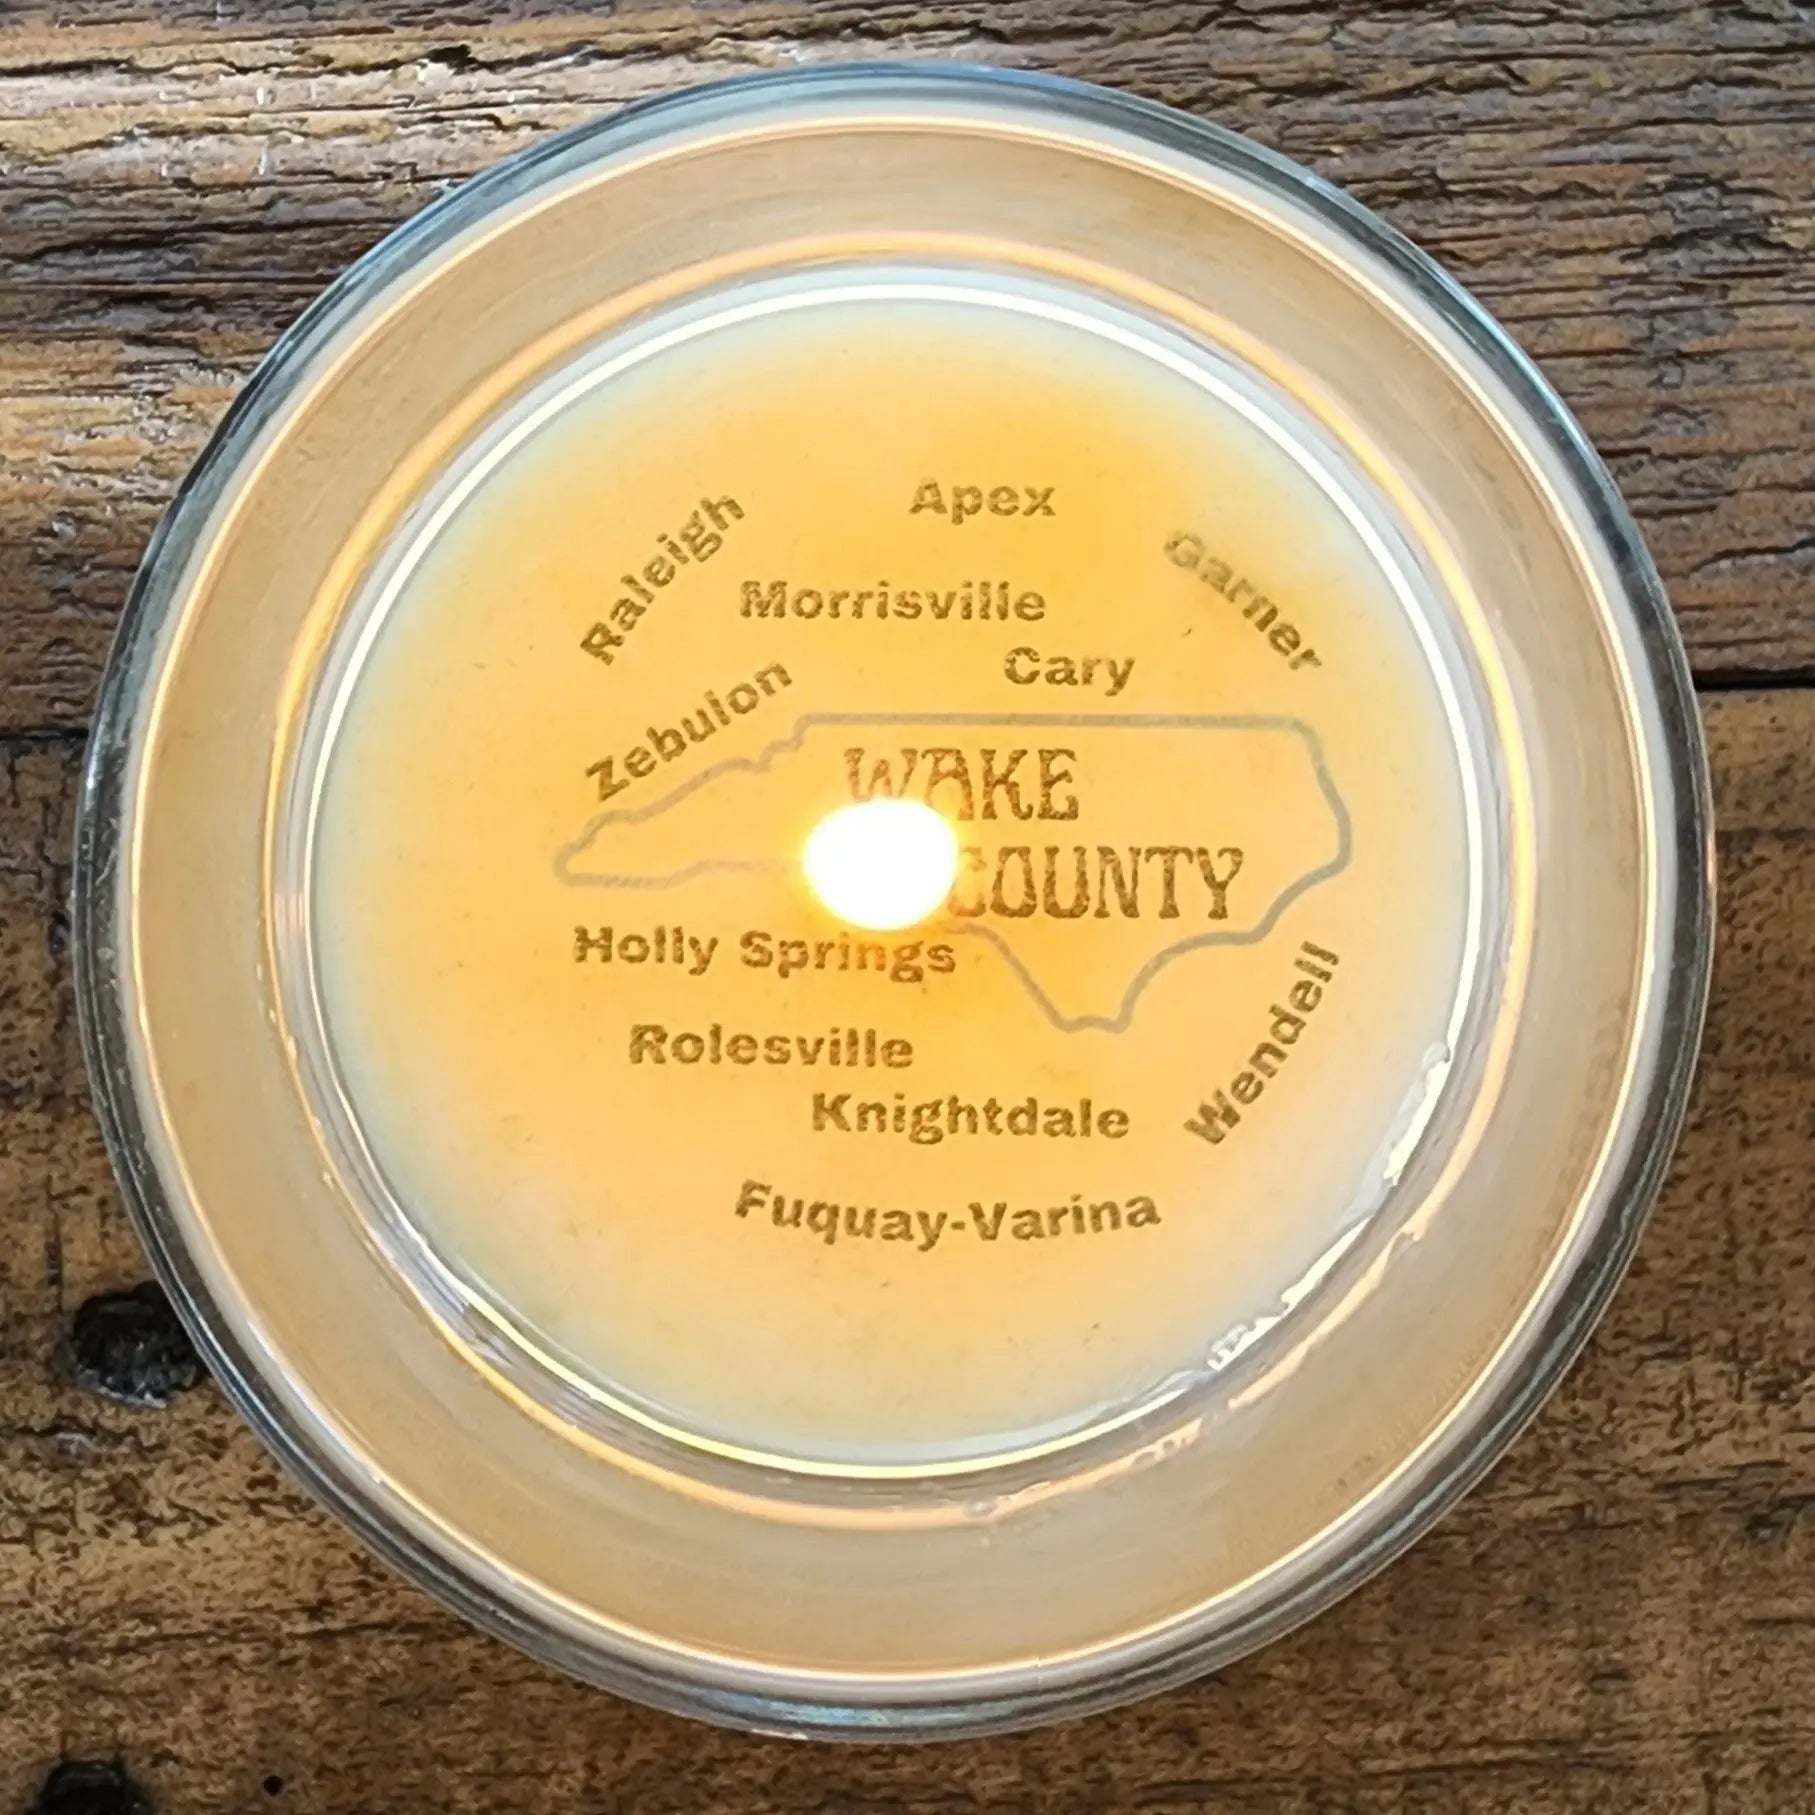 Apex
Raleigh
Garner
Morrisville
Cary
Zebulon
WAKE
COUNTY
Holly Springs
Wendell
Rolesville
Knightdale
Fuquay-Varina